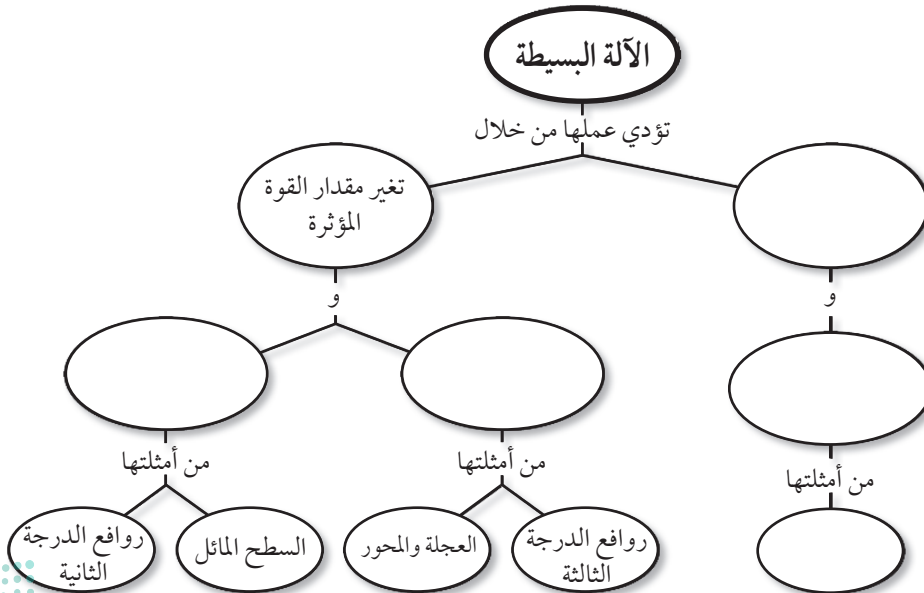 الآلة البسيطة
تؤدي عملها من خلال
تغير مقدار القوة
المؤثرة
و
و
من أمثلتها
من أمثلتها
من أمثلتها
روافع الدرجة
الثالثة
العجلة والمحور
السطح المائل
روافع الدرجة
الثانية